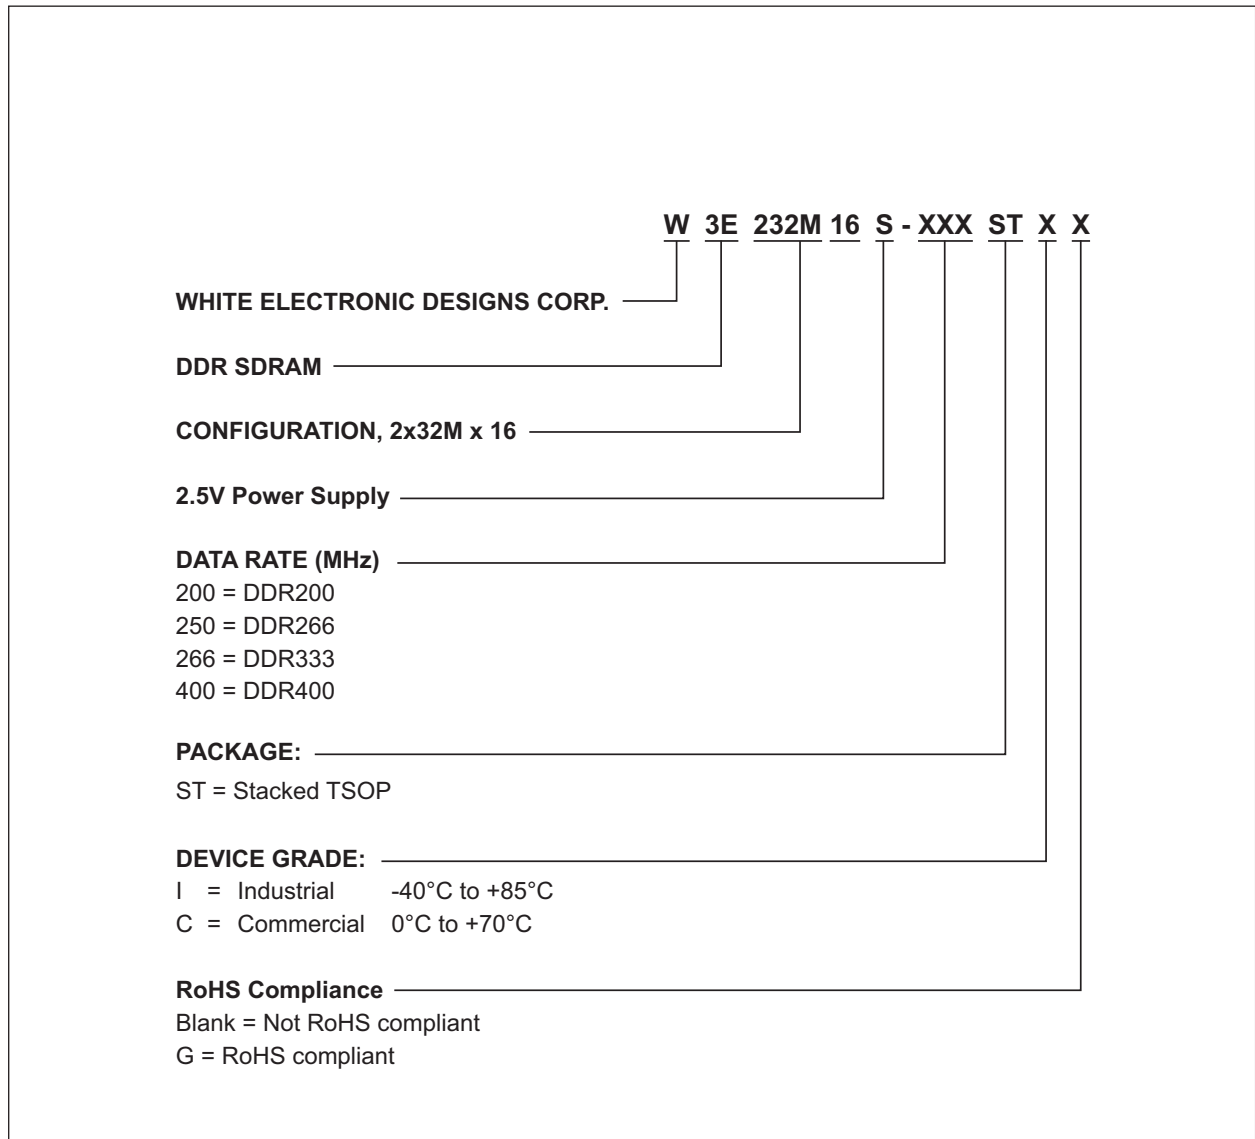 W 3E 232M 16 S - XXX ST X X
WHITE ELECTRONIC DESIGNS CORP.
DDR SDRAM
CONFIGURATION, 2x32M x 16
2.5V Power Supply
DATA RATE (MHz)
200 = DDR200
250 = DDR266
266 = DDR333
400 = DDR400
PACKAGE:
ST = Stacked TSOP
DEVICE GRADE:
I = Industrial -40°C to +85°C
C = Commercial 0°C to +70°C
RoHS Compliance
Blank = Not RoHS compliant
G = RoHS compliant